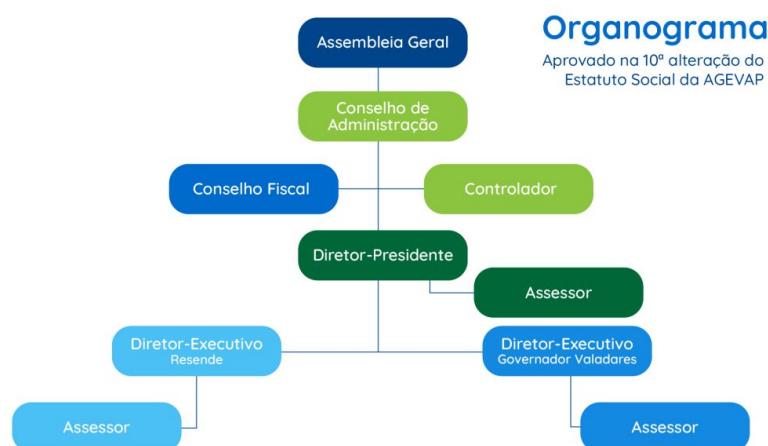 Organograma
Aprovado na 10ª alteração do
Estatuto Social da AGEVAP
Assembleia Geral
Conselho de
Administração
Conselho Fiscal
Controlador
Diretor-Presidente
Assessor
Diretor-Executivo
Resende
Diretor-Executivo
Governador Valadares
Assessor
Assessor